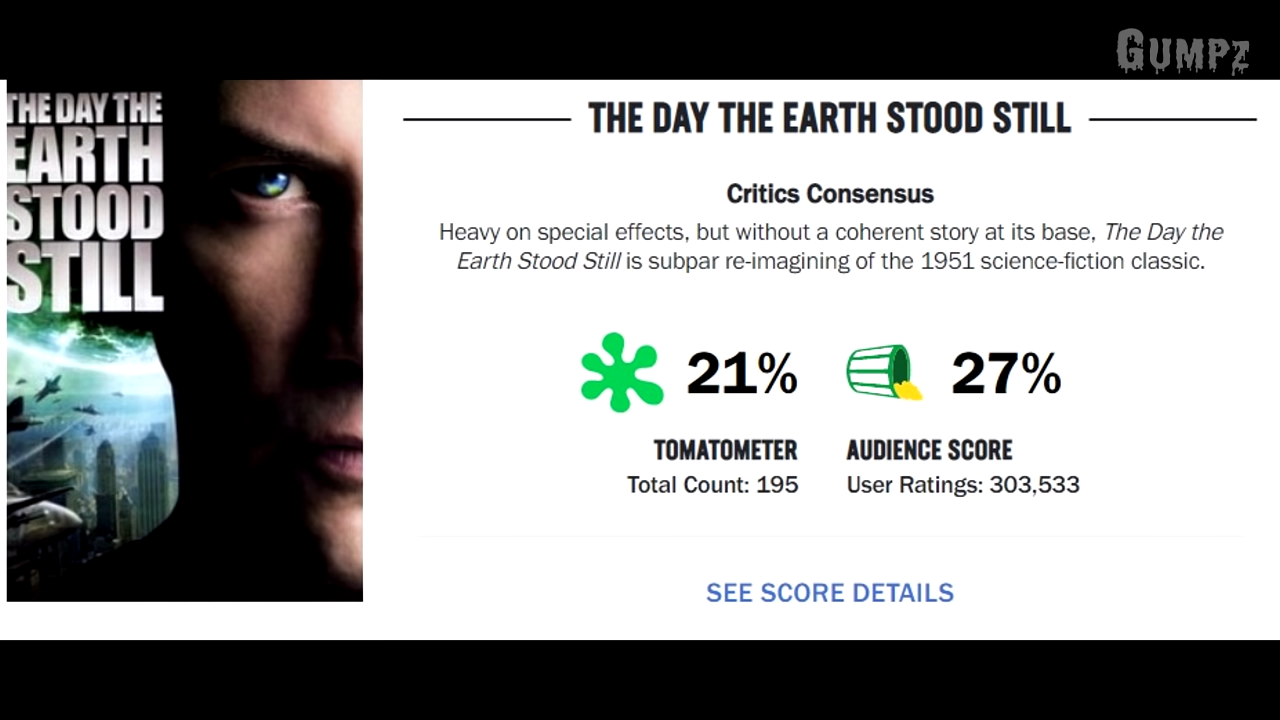 GUMPZ
THE DAY THE
EARTH
STOOD
STILL
THE DAY THE EARTH STOOD STILL
Critics Consensus
Heavy on special effects, but without a coherent story at its base, The Day the
Earth Stood Still is subpar re-imagining of the 1951 science-fiction classic.
21%
27%
TOMATOMETER
AUDIENCE SCORE
Total Count: 195
User Ratings: 303,533
SEE SCORE DETAILS